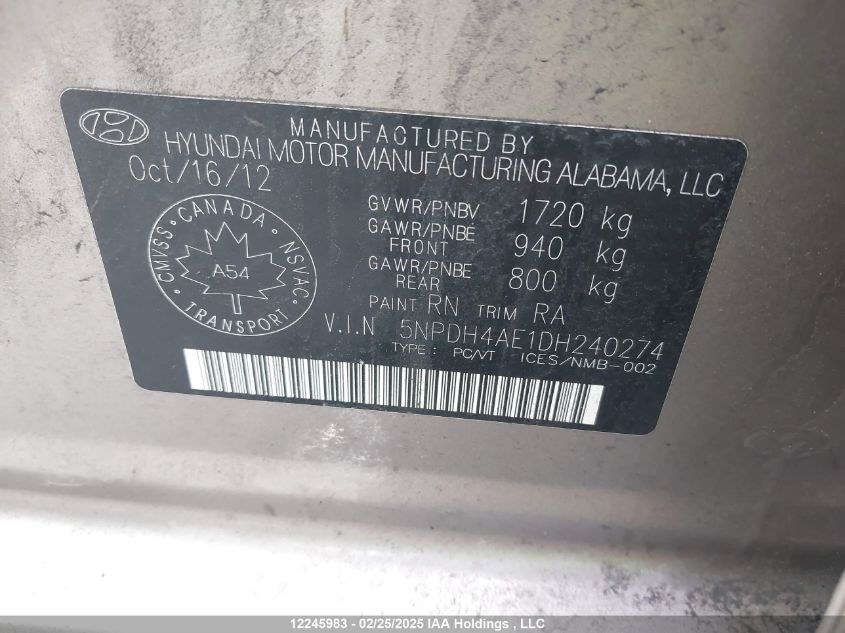 MANUFACTURED BY
HYUNDAI MOTOR MANUFACTURING ALABAMA, LLC
Oct/16/12
GVWR/PNBV 1720 kg
GAWR/PNBE FRONT 940 kg
GAWR/PNBE REAR 800 kg
PAINT RN TRIM RA
V.I.N 5NPDH4AE1DH240274
TYPE: PC/VT ICES/NMB-002
CMVSS · CANADA · NSVAC · TRANSPORT ·
A54
12245983 - 02/25/2025 IAA Holdings , LLC